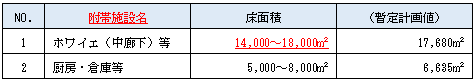 NO. 附帯施設名 床面積 （暫定計画値）
1 ホワイエ（中廊下）等 14,000～18,000㎡ 17,680㎡
2 厨房・倉庫等 5,000～8,000㎡ 6,635㎡